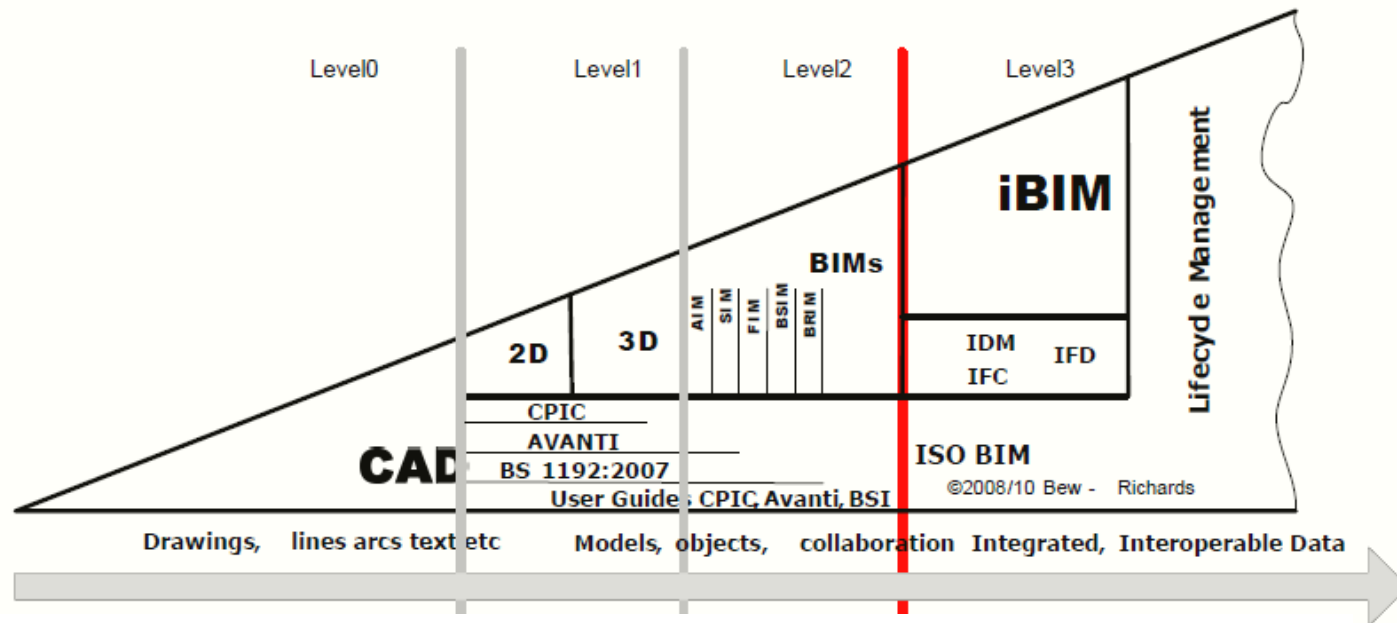 Level0
Level1
Level2
Level3
iBIM
Lifecycle Management
BIMs
AIM
SIM
FIM
BSIM
BRIM
2D
3D
IDM
IFD
IFC
CPIC
AVANTI
CAD
BS 1192:2007
ISO BIM
User Guides CPIC, Avanti, BSI
©2008/10 Bew - Richards
Drawings, lines arcs text etc
Models, objects, collaboration
Integrated, Interoperable Data